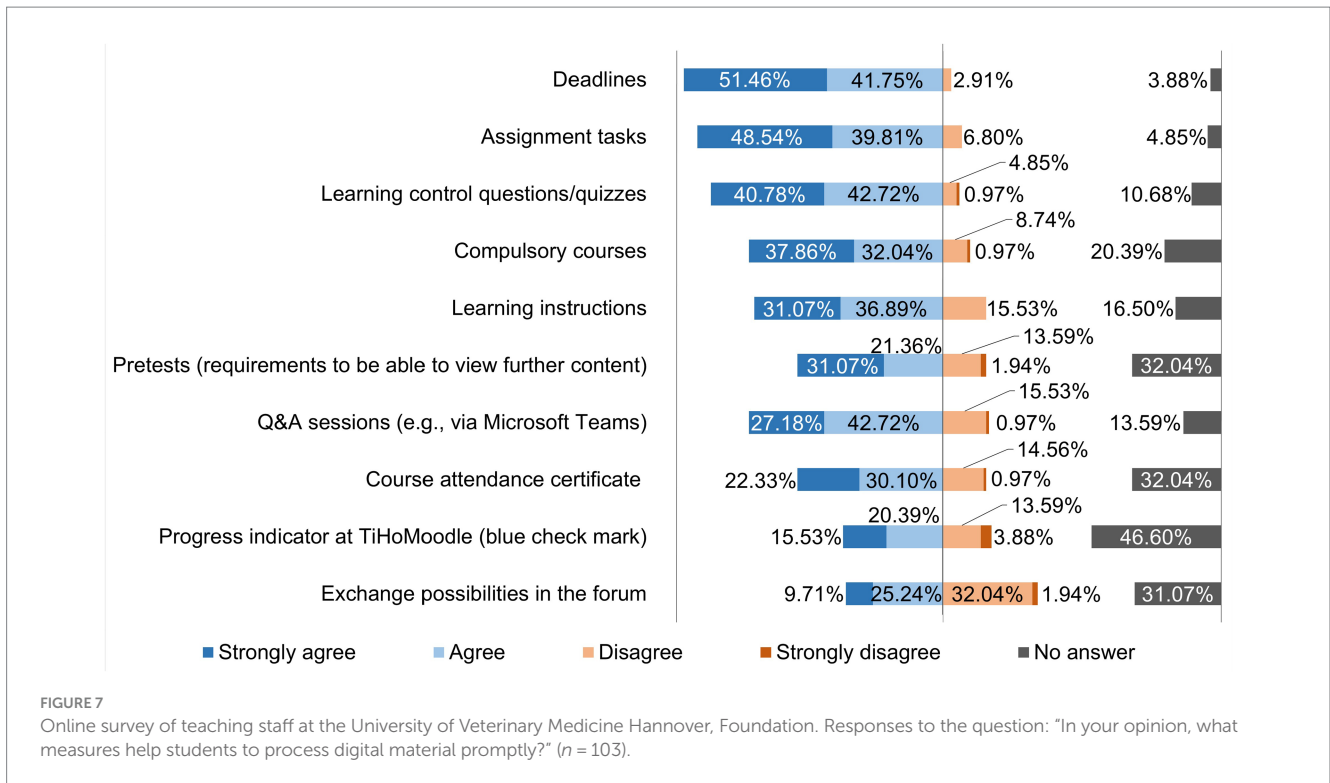 Deadlines 51.46% 41.75% 2.91% 3.88%
Assignment tasks 48.54% 39.81% 6.80% 4.85%
4.85%
Learning control questions/quizzes 40.78% 42.72% 0.97% 10.68%
8.74%
Compulsory courses 37.86% 32.04% 0.97% 20.39%
Learning instructions 31.07% 36.89% 15.53% 16.50%
21.36% 13.59%
Pretests (requirements to be able to view further content) 31.07% 1.94% 32.04%
15.53%
Q&A sessions (e.g., via Microsoft Teams) 27.18% 42.72% 0.97% 13.59%
14.56%
Course attendance certificate 22.33% 30.10% 0.97% 32.04%
20.39% 13.59%
Progress indicator at TiHoMoodle (blue check mark) 15.53% 3.88% 46.60%
Exchange possibilities in the forum 9.71% 25.24% 32.04% 1.94% 31.07%
Strongly agree Agree Disagree Strongly disagree No answer
FIGURE 7
Online survey of teaching staff at the University of Veterinary Medicine Hannover, Foundation. Responses to the question: “In your opinion, what
measures help students to process digital material promptly?” (n = 103).